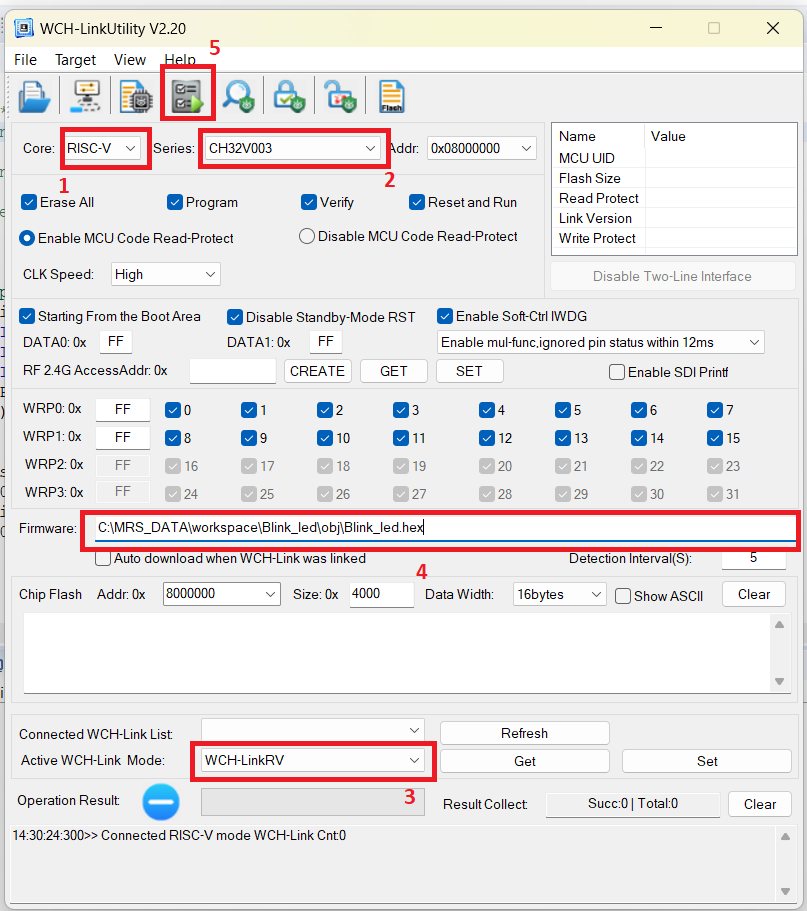 WCH-LinkUtility V2.20
5
File Target View Help
Flash
Core: RISC-V Series: CH32V003 Addr: 0x08000000
1
2
Erase All Program Verify Reset and Run
Enable MCU Code Read-Protect Disable MCU Code Read-Protect
CLK Speed: High
Name Value
MCU UID
Flash Size
Read Protect
Link Version
Write Protect
Disable Two-Line Interface
Starting From the Boot Area Disable Standby-Mode RST Enable Soft-Ctrl IWDG
DATA0: 0x FF DATA1: 0x FF Enable mul-func,ignored pin status within 12ms
RF 2.4G AccessAddr: 0x CREATE GET SET Enable SDI Printf
WRP0: 0x FF 0 1 2 3 4 5 6 7
WRP1: 0x FF 8 9 10 11 12 13 14 15
WRP2: 0x FF 16 17 18 19 20 21 22 23
WRP3: 0x FF 24 25 26 27 28 29 30 31
Firmware: C:\MRS_DATA\workspace\Blink_led\obj\Blink_led.hex
Auto download when WCH-Link was linked Detection Interval(S): 5
4
Chip Flash Addr: 0x 8000000 Size: 0x 4000 Data Width: 16bytes Show ASCII Clear
Connected WCH-Link List: Refresh
Active WCH-Link Mode: WCH-LinkRV Get Set
3
Operation Result: Result Collect: Succ:0 | Total:0 Clear
14:30:24:300>> Connected RISC-V mode WCH-Link Cnt:0